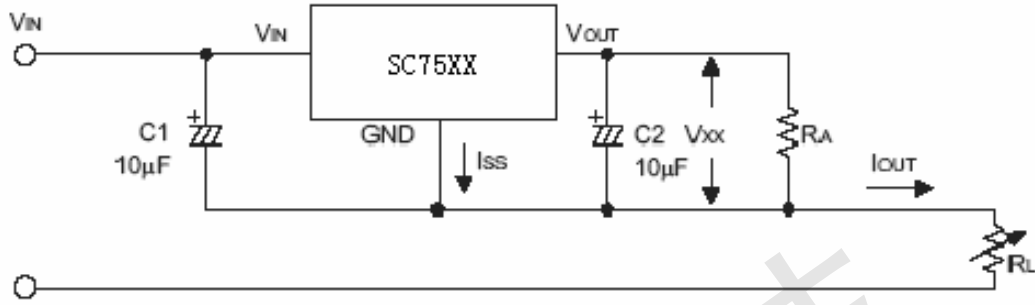 VIN
VIN
SC75XX
VOUT
GND
C1
10μF
ISS
C2
10μF
VXX
RA
IOUT
RL